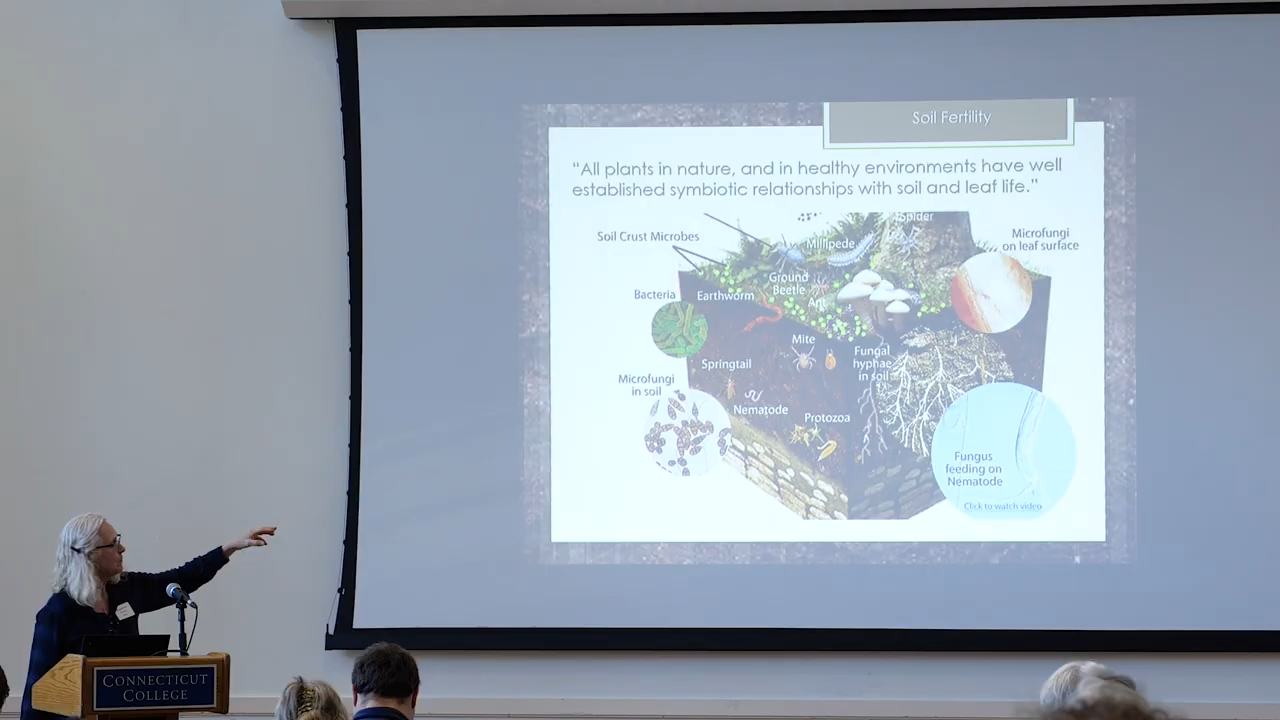 Soil Fertility
“All plants in nature, and in healthy environments have well
established symbiotic relationships with soil and leaf life.”
Spider
Soil Crust Microbes
Millipede
Microfungi
on leaf surface
Ground
Beetle
Bacteria
Earthworm
Ant
Mite
Fungal
hyphae
in soil
Springtail
Microfungi
in soil
Nematode
Protozoa
Fungus
feeding on
Nematode
Click to watch video
CONNECTICUT
COLLEGE